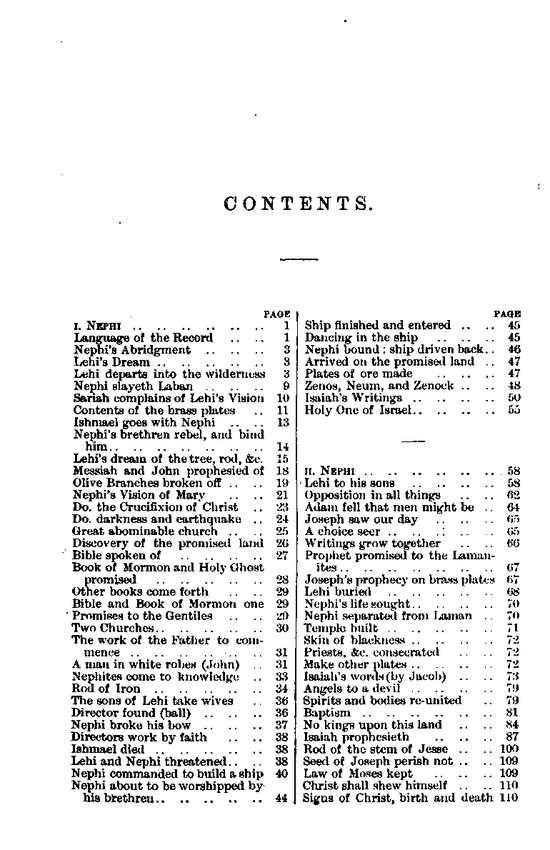 CONTENTS.
PAGE
I. NEPHI .. .. .. .. .. .. 1
Language of the Record .. .. 1
Nephi's Abridgment .. .. .. 3
Lehi's Dream .. .. .. .. .. 3
Lehi departs into the wilderness 3
Nephi slayeth Laban .. .. .. 9
Sariah complains of Lehi's Vision 10
Contents of the brass plates .. 11
Ishmael goes with Nephi .. .. 13
Nephi's brethren rebel, and bind
him.. .. .. .. .. .. .. 14
Lehi's dream of the tree, rod, &c. 15
Messiah and John prophesied of 18
Olive Branches broken off .. .. 19
Nephi's Vision of Mary .. .. 21
Do. the Crucifixion of Christ .. 23
Do. darkness and earthquake .. 24
Great abominable church .. .. 25
Discovery of the promised land 26
Bible spoken of .. .. .. .. 27
Book of Mormon and Holy Ghost
promised .. .. .. .. .. 28
Other books come forth .. .. 29
Bible and Book of Mormon one 29
Promises to the Gentiles .. .. 29
Two Churches.. .. .. .. .. 30
The work of the Father to com-
mence .. .. .. .. .. .. 31
A man in white robes (John) .. 31
Nephites come to knowledge .. 33
Rod of Iron .. .. .. .. .. 34
The sons of Lehi take wives .. 36
Director found (ball) .. .. .. 36
Nephi broke his bow .. .. .. 37
Directors work by faith .. .. 38
Ishmael died .. .. .. .. .. 38
Lehi and Nephi threatened.. .. 38
Nephi commanded to build a ship 40
Nephi about to be worshipped by
his brethren.. .. .. .. .. 44
PAGE
Ship finished and entered .. .. 45
Dancing in the ship .. .. .. 45
Nephi bound; ship driven back.. 46
Arrived on the promised land .. 47
Plates of ore made .. .. .. 47
Zenos, Neum, and Zenock .. .. 48
Isaiah's Writings .. .. .. .. 50
Holy One of Israel.. .. .. .. 55
II. NEPHI .. .. .. .. .. .. 58
Lehi to his sons .. .. .. .. 58
Opposition in all things .. .. 62
Adam fell that men might be .. 64
Joseph saw our day .. .. .. 65
A choice seer .. .. .. .. .. 65
Writings grow together .. .. 66
Prophet promised to the Laman-
ites.. .. .. .. .. .. .. 67
Joseph's prophecy on brass plates 67
Lehi buried .. .. .. .. .. 68
Nephi's life sought.. .. .. .. 70
Nephi separated from Laman .. 70
Temple built .. .. .. .. .. 71
Skin of blackness .. .. .. .. 72
Priests, &c. consecrated .. .. 72
Make other plates .. .. .. .. 72
Isaiah's words (by Jacob) .. .. 73
Angels to a devil .. .. .. .. 79
Spirits and bodies re-united .. 79
Baptism .. .. .. .. .. .. 81
No kings upon this land .. .. 84
Isaiah prophesieth .. .. .. 87
Rod of the stem of Jesse .. .. 100
Seed of Joseph perish not .. .. 109
Law of Moses kept .. .. .. 109
Christ shall shew himself .. .. 110
Signs of Christ, birth and death 110